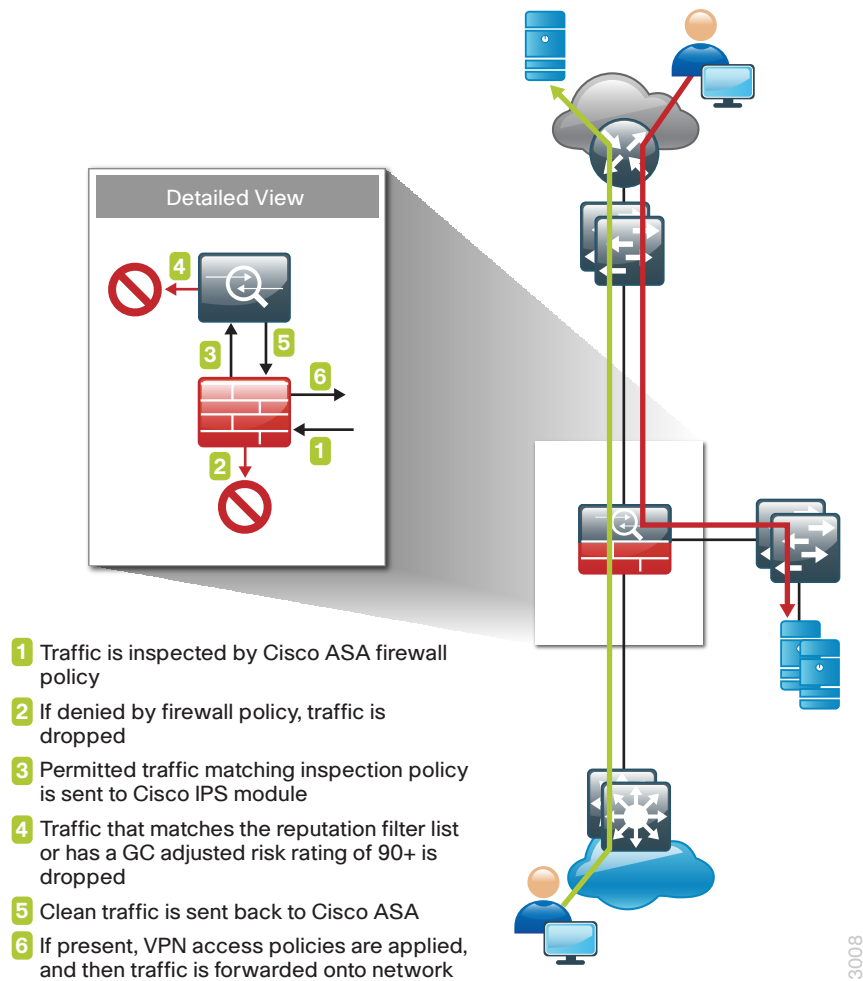 Detailed View
4
3
5
6
1
2
1 Traffic is inspected by Cisco ASA firewall
policy
2 If denied by firewall policy, traffic is
dropped
3 Permitted traffic matching inspection policy
is sent to Cisco IPS module
4 Traffic that matches the reputation filter list
or has a GC adjusted risk rating of 90+ is
dropped
5 Clean traffic is sent back to Cisco ASA
6 If present, VPN access policies are applied,
and then traffic is forwarded onto network
3008